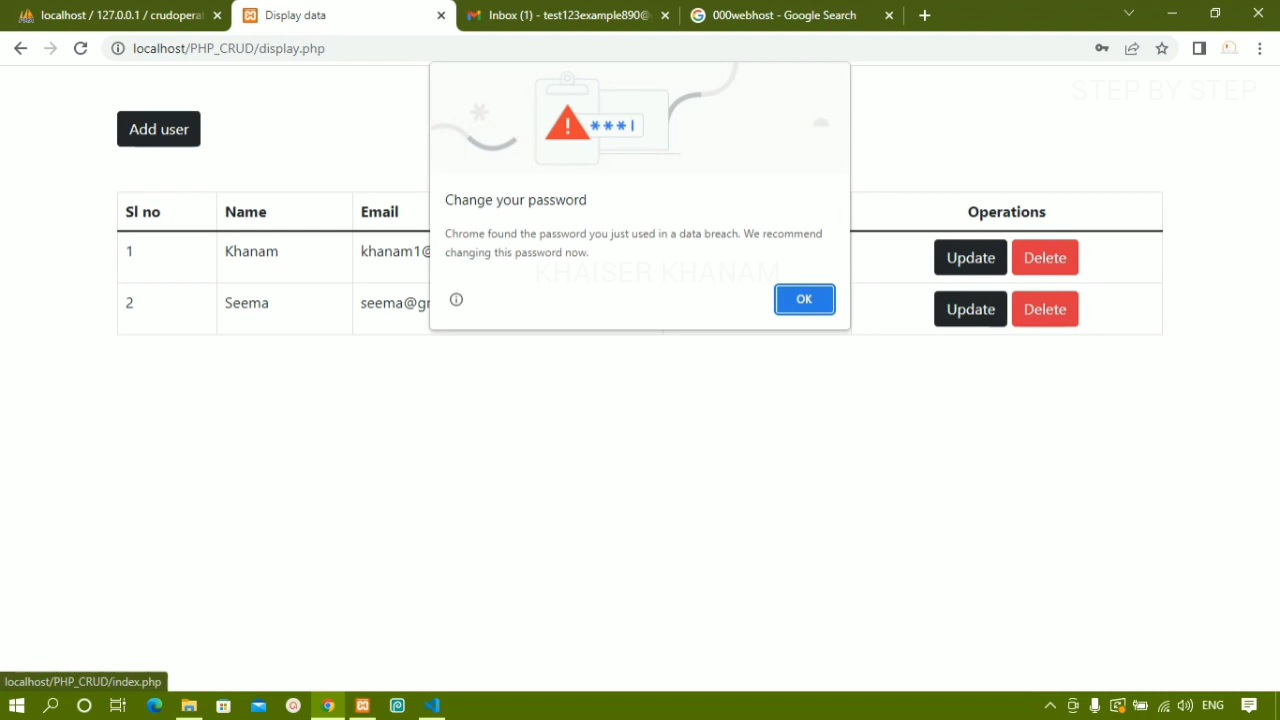 localhost / 127.0.0.1 / crudoperat
Display data
Inbox (1) - test123example890@
000webhost - Google Search
localhost/PHP_CRUD/display.php
STEP BY STEP
Add user
***|
Change your password
Chrome found the password you just used in a data breach. We recommend
changing this password now.
KHAISER KHANAM
OK
Sl no Name Email Operations
1 Khanam khanam1@ Update Delete
2 Seema seema@gm Update Delete
localhost/PHP_CRUD/index.php
ENG